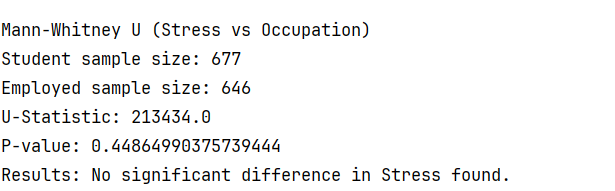 Mann-Whitney U (Stress vs Occupation)
Student sample size: 677
Employed sample size: 646
U-Statistic: 213434.0
P-value: 0.44864990375739444
Results: No significant difference in Stress found.